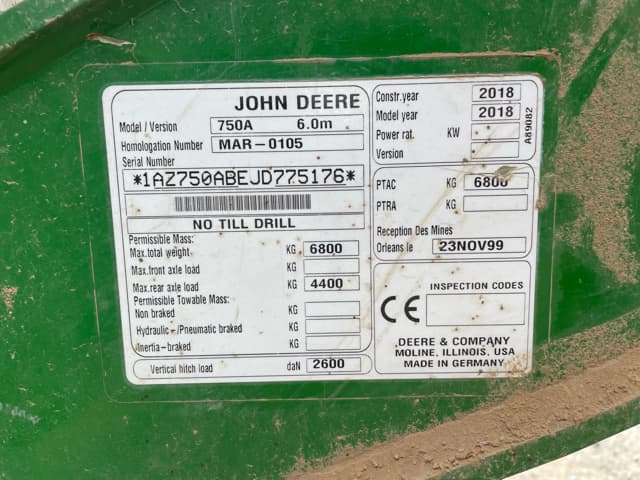 JOHN DEERE
Model / Version 750A 6.0m
Homologation Number MAR-0105
Serial Number
*1AZ750ABEJD775176*
NO TILL DRILL
Permissible Mass:
Max.total weight KG 6800
Max.front axle load KG
Max.rear axle load KG 4400
Permissible Towable Mass:
Non braked KG
Hydraulic-/Pneumatic braked KG
Inertia-braked KG
Vertical hitch load daN 2600
Constr.year 2018
Model year 2018
Power rat. KW
Version
A89082
PTAC KG 6800
PTRA KG
Reception Des Mines
Orleans le 23NOV99
CE INSPECTION CODES
DEERE & COMPANY
MOLINE, ILLINOIS, USA
MADE IN GERMANY